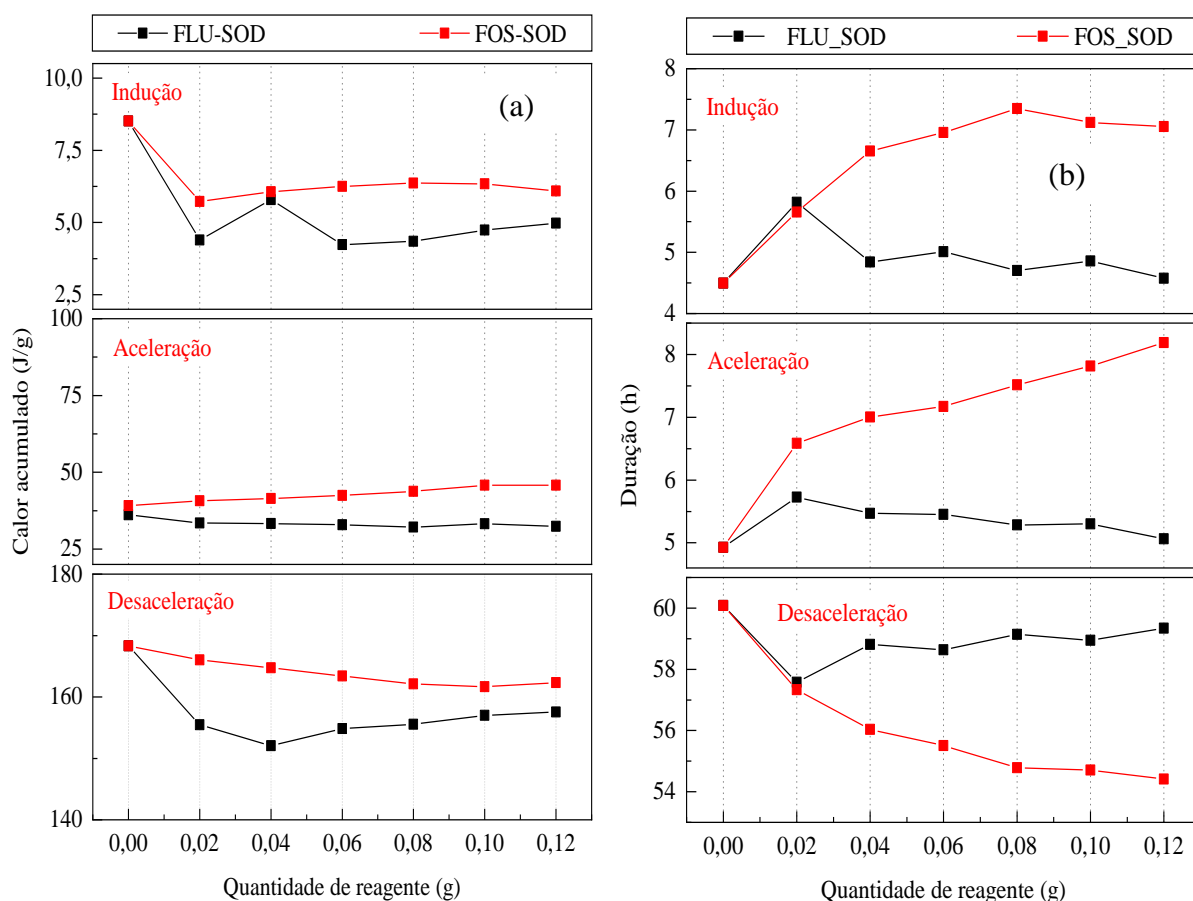 FLU-SOD FOS-SOD
10,0
7,5
5,0
2,5
Indução
(a)
100
75
50
25
Aceleração
180
160
140
Desaceleração
Calor acumulado (J/g)
0,00 0,02 0,04 0,06 0,08 0,10 0,12
Quantidade de reagente (g)
FLU_SOD FOS_SOD
8
7
6
5
4
Indução
(b)
8
7
6
5
Aceleração
60
58
56
54
Desaceleração
Duração (h)
0,00 0,02 0,04 0,06 0,08 0,10 0,12
Quantidade de reagente (g)